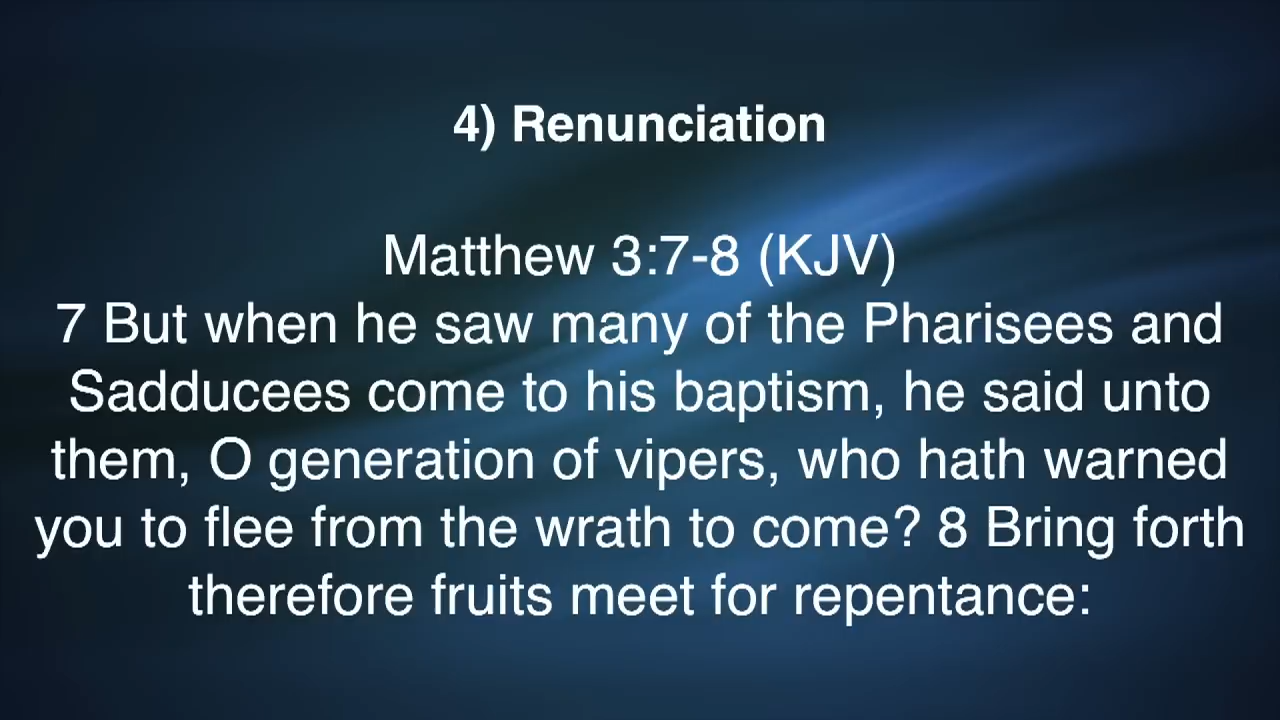 4) Renunciation
Matthew 3:7-8 (KJV)
7 But when he saw many of the Pharisees and
Sadducees come to his baptism, he said unto
them, O generation of vipers, who hath warned
you to flee from the wrath to come? 8 Bring forth
therefore fruits meet for repentance: